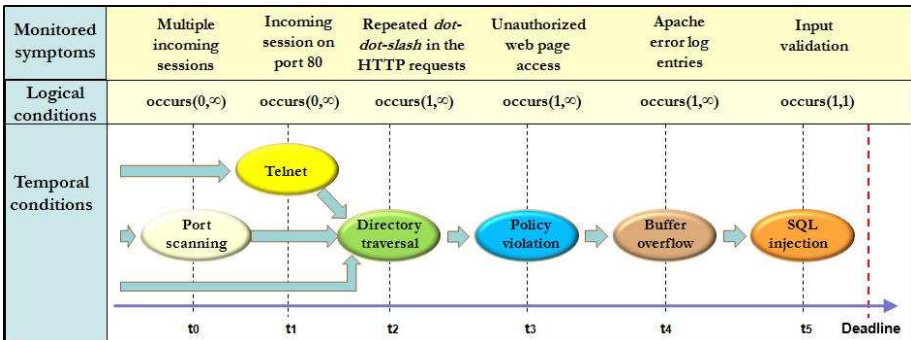 Monitored
symptoms
Multiple
incoming
sessions
Incoming
session on
port 80
Repeated dot-
dot-slash in the
HTTP requests
Unauthorized
web page
access
Apache
error log
entries
Input
validation
Logical
conditions
occurs(0,∞)
occurs(0,∞)
occurs(1,∞)
occurs(1,∞)
occurs(1,∞)
occurs(1,1)
Temporal
conditions
Telnet
Port
scanning
Directory
traversal
Policy
violation
Buffer
overflow
SQL
injection
t0
t1
t2
t3
t4
t5
Deadline